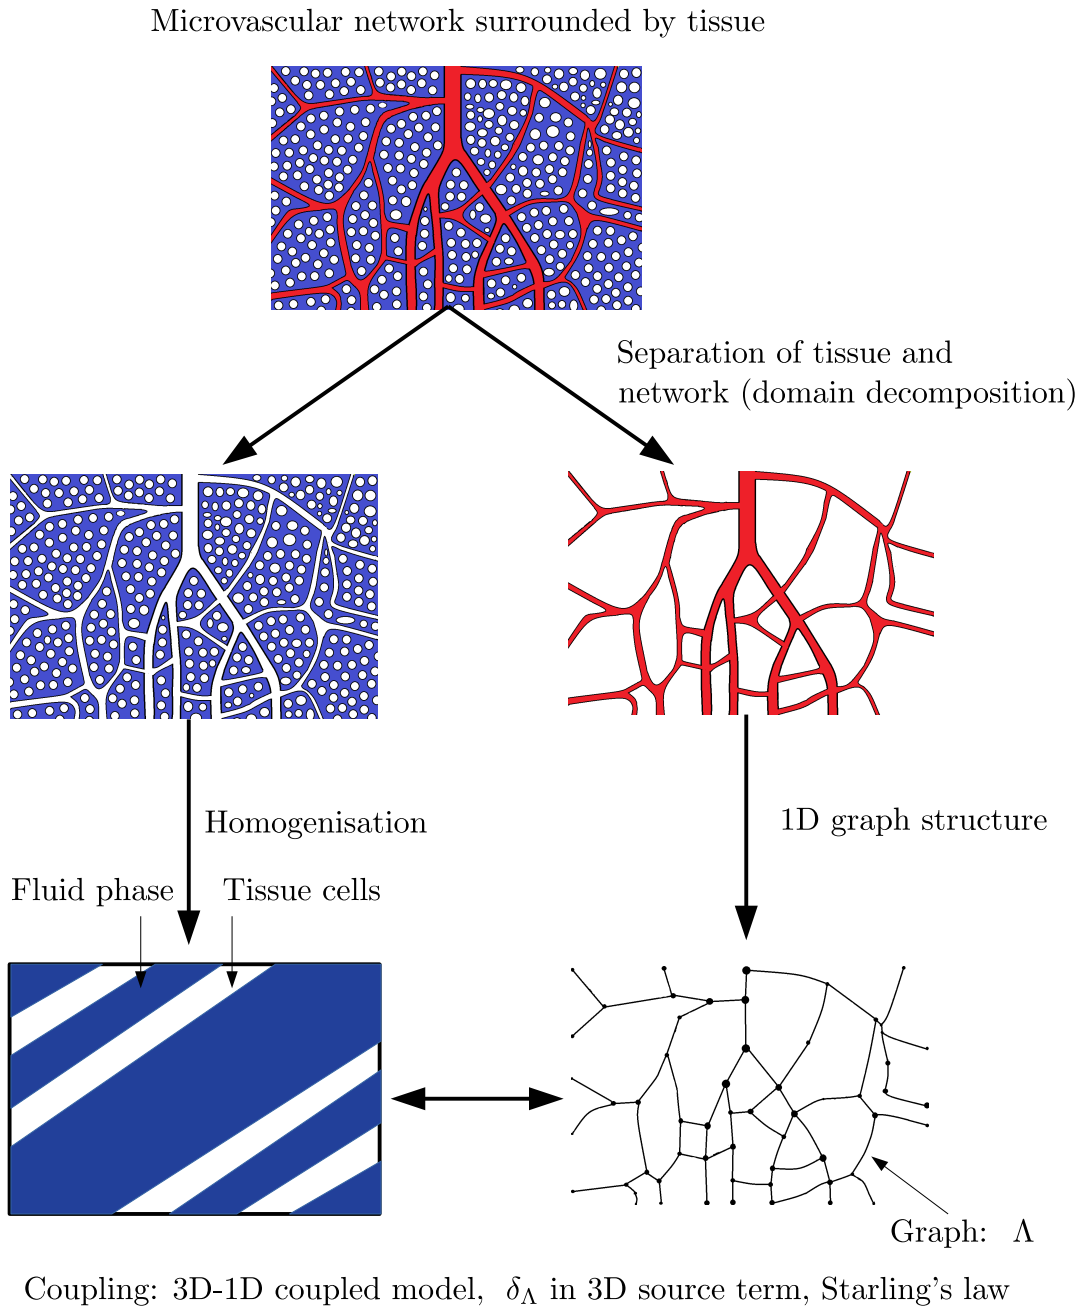 Microvascular network surrounded by tissue
Separation of tissue and
network (domain decomposition)
Homogenisation
1D graph structure
Fluid phase
Tissue cells
Graph: Λ
Coupling: 3D-1D coupled model, δ_Λ in 3D source term, Starling's law